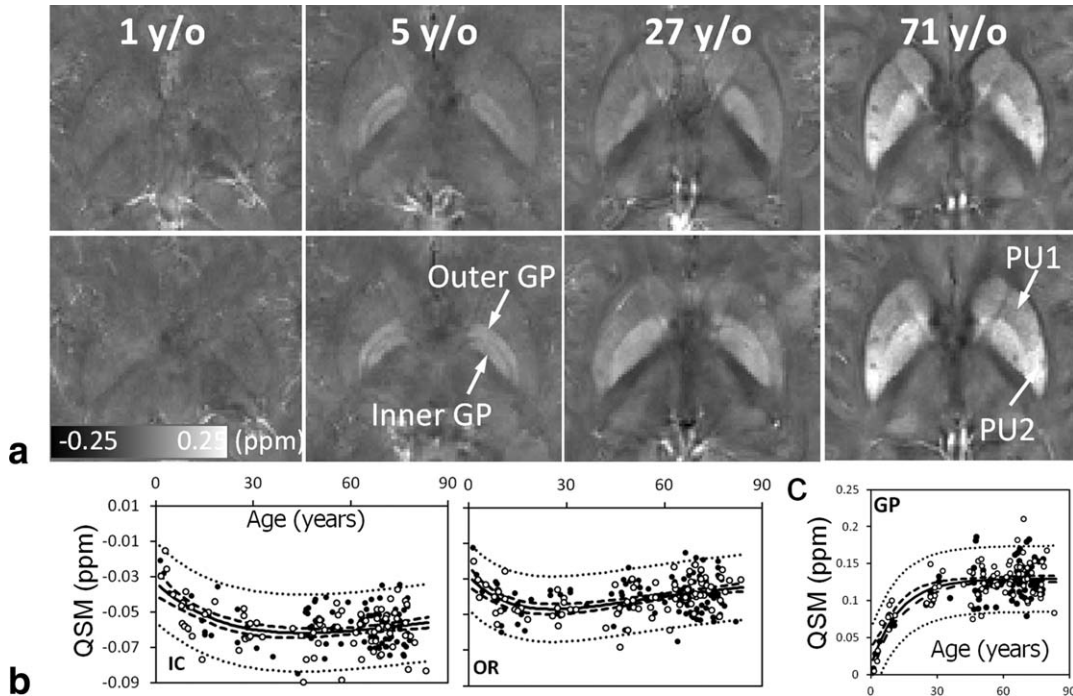 a
1 y/o
5 y/o
27 y/o
71 y/o
Outer GP
Inner GP
PU1
PU2
-0.25 0.25 (ppm)
b
0 30 60 90
-0.01
-0.01
-0.03
-0.05
-0.07
-0.09
QSM (ppm)
Age (years)
IC
0 30 60 90
OR
C
0.25
0.2
0.15
0.1
0.05
0
QSM (ppm)
GP
Age (years)
0 30 60 90